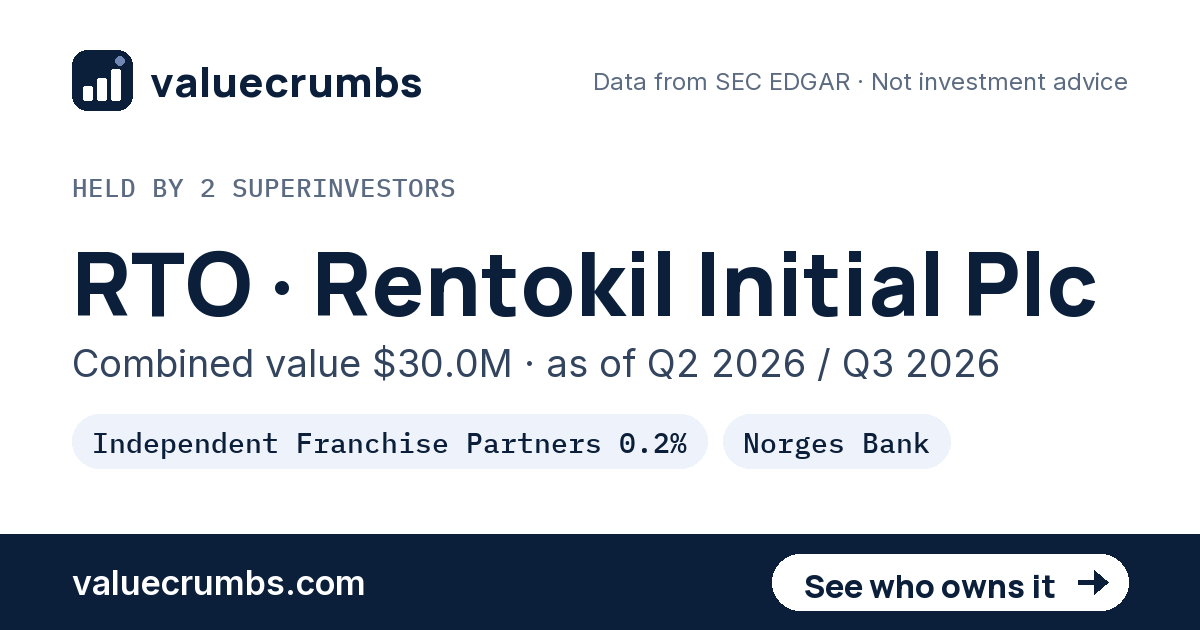 valuecrumbs
Data from SEC EDGAR · Not investment advice
HELD BY 2 SUPERINVESTORS
RTO · Rentokil Initial Plc
Combined value $30.0M · as of Q2 2026 / Q3 2026
Independent Franchise Partners 0.2%
Norges Bank
valuecrumbs.com
See who owns it →